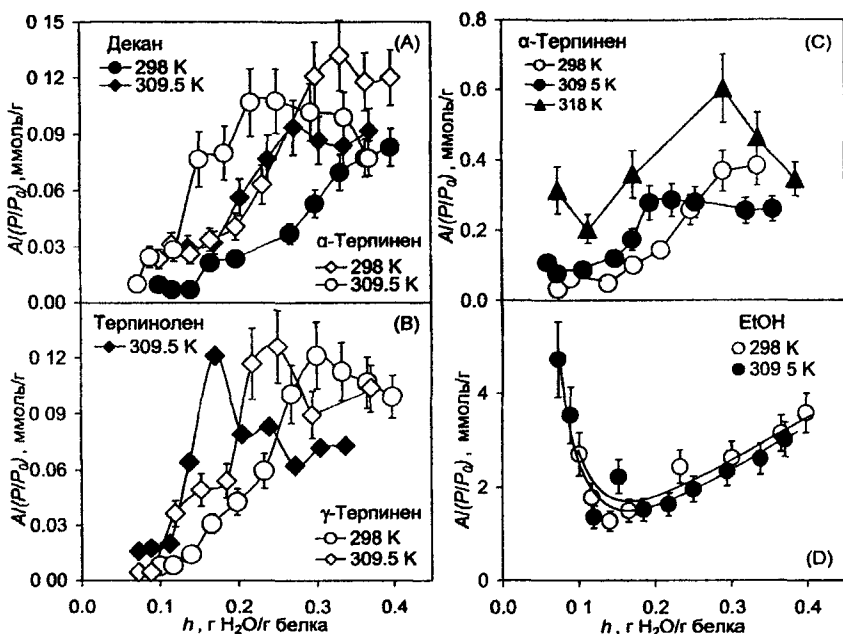 A/(P/P₀), ммоль/г
0 15
0 12
0.09
0.06
0.03
0.00
Декан
298 K
309.5 K
(A)
α-Терпинен
298 K
309.5 K
A/(P/P₀), ммоль/г
0 12
0 09
0.06
0.03
0 00
Терпинолен
309.5 K
(B)
γ-Терпинен
298 K
309.5 K
0.0 0.1 0.2 0.3 0.4
h , г H₂O/г белка
A/(P/P₀), ммоль/г
0.8
0.6
0.4
0.2
0.0
α-Терпинен
298 K
309 5 K
318 K
(C)
A/(P/P₀) , ммоль/г
4
2
0
EtOH
298 K
309 5 K
(D)
0.0 0.1 0.2 0.3 0.4
h , г H₂O/г белка